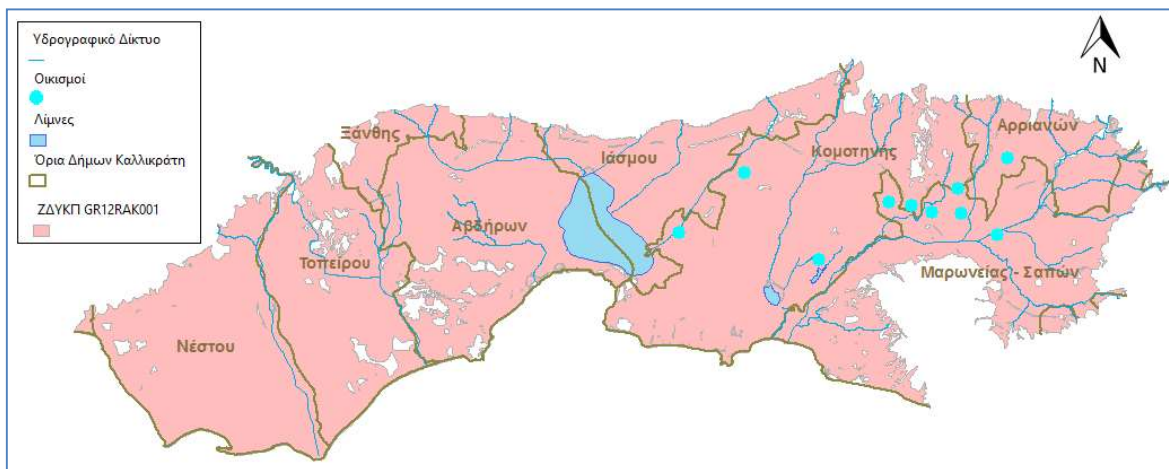 Υδρογραφικό Δίκτυο
Οικισμοί
Λίμνες
Όρια Δήμων Καλλικράτη
ΖΔΥΚΠ GR12RAK001
N
Ξάνθης
Ιάσμου
Κομοτηνής
Αρριανών
Αβδήρων
Τοπείρου
Μαρωνείας - Σαπών
Νέστου